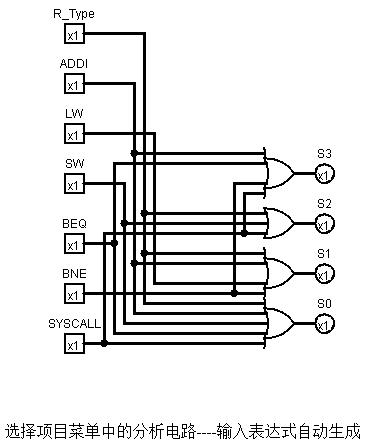 R_Type
x1
ADDI
x1
LW
x1
SW
x1
BEQ
x1
BNE
x1
SYSCALL
x1
S3
x1
S2
x1
S1
x1
S0
x1
选择项目菜单中的分析电路----输入表达式自动生成